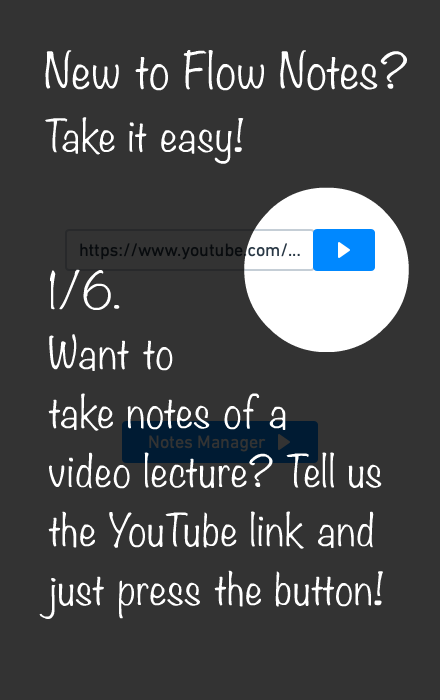 New to Flow Notes?
Take it easy!
https://www.youtube.com/...
1/6.
Want to
take notes of a
Notes Manager
video lecture? Tell us
the YouTube link and
just press the button!